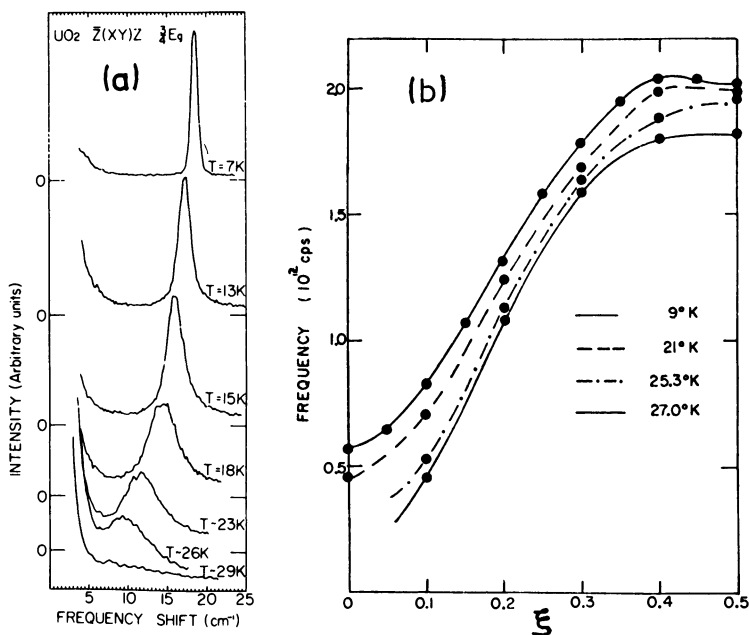 UO2 Z̄(XY)Z ¾Eg
(a)
T=7K
T=13K
T=15K
T=18K
T~23K
T~26K
T~29K
0
0
0
0
0
INTENSITY (Arbitrary units)
5 10 15 20 25
FREQUENCY SHIFT (cm⁻¹)
(b)
2.0
1.5
1.0
0.5
FREQUENCY (10¹² cps)
9°K
21°K
25.3°K
27.0°K
0 0.1 0.2 0.3 0.4 0.5
ξ